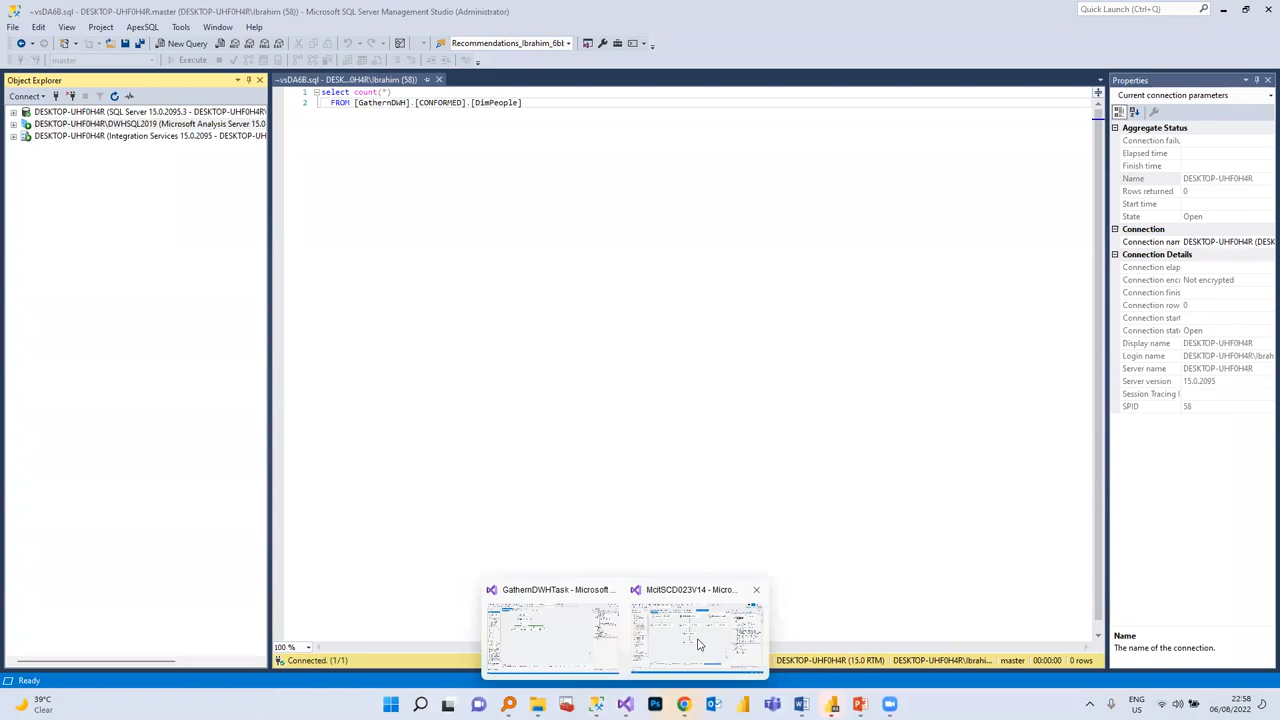 ~vsDA6B.sql - DESKTOP-UHF0H4R.master (DESKTOP-UHF0H4R\Ibrahim (58)) - Microsoft SQL Server Management Studio (Administrator)
Quick Launch (Ctrl+Q)
File Edit View Project ApexSQL Tools Window Help
New Query
Recommendations_Ibrahim_6bl
master
Execute
Object Explorer
~vsDA6B.sql - DESK...0H4R\Ibrahim (58))
Properties
Connect
DESKTOP-UHF0H4R (SQL Server 15.0.2095.3 - DESKTOP-UHF0H4R\
DESKTOP-UHF0H4R\DWHSQL2019 (Microsoft Analysis Server 15.0
DESKTOP-UHF0H4R (Integration Services 15.0.2095 - DESKTOP-U
1 select count(*)
2 FROM [GathernDWH].[CONFORMED].[DimPeople]
Current connection parameters
Aggregate Status
Connection failu
Elapsed time
Finish time
Name DESKTOP-UHF0H4R
Rows returned 0
Start time
State Open
Connection
Connection nam DESKTOP-UHF0H4R (DESK
Connection Details
Connection elap
Connection enc Not encrypted
Connection finis
Connection row 0
Connection start
Connection stat Open
Display name DESKTOP-UHF0H4R
Login name DESKTOP-UHF0H4R\Ibrah
Server name DESKTOP-UHF0H4R
Server version 15.0.2095
Session Tracing I
SPID 58
GathernDWHTask - Microsoft ...
McitSCD023V14 - Micro...
100 %
Name
The name of the connection.
Connected. (1/1)
DESKTOP-UHF0H4R (15.0 RTM) DESKTOP-UHF0H4R\Ibrahi... master 00:00:00 0 rows
Ready
39°C
Clear
ENG
US
22:58
06/08/2022